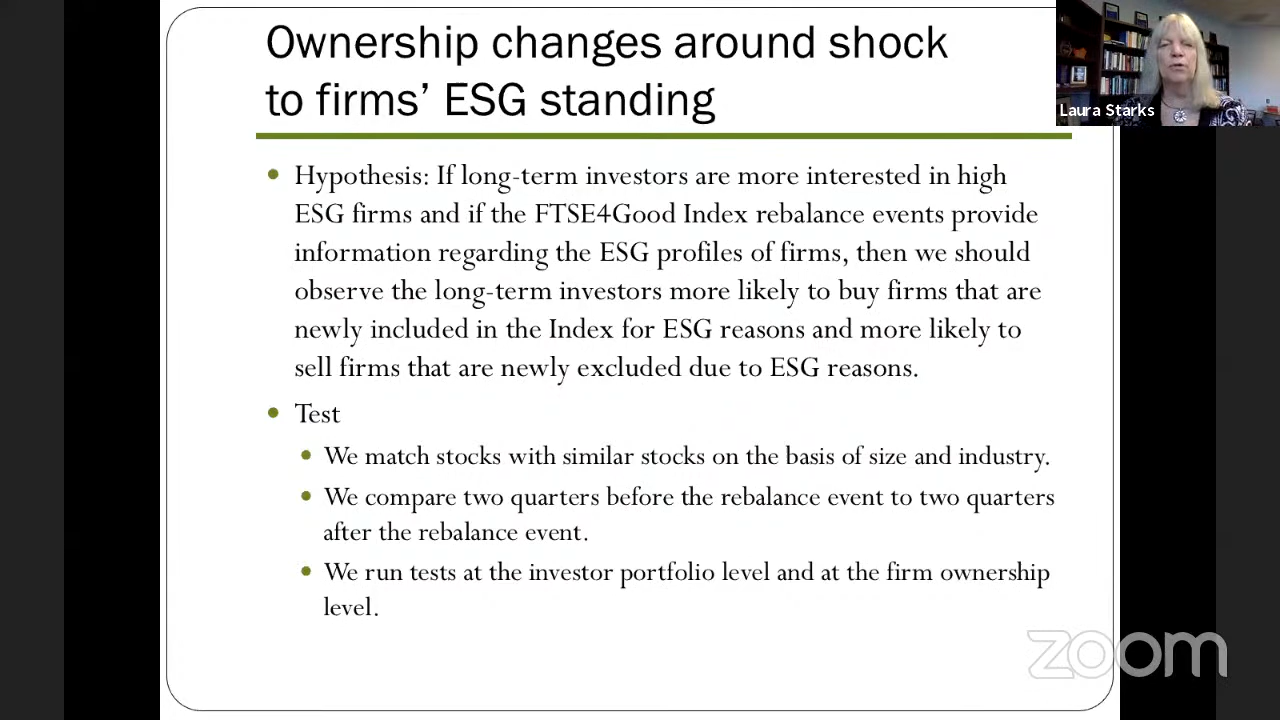 Ownership changes around shock
to firms’ ESG standing
Laura Starks
Hypothesis: If long-term investors are more interested in high
ESG firms and if the FTSE4Good Index rebalance events provide
information regarding the ESG profiles of firms, then we should
observe the long-term investors more likely to buy firms that are
newly included in the Index for ESG reasons and more likely to
sell firms that are newly excluded due to ESG reasons.
Test
We match stocks with similar stocks on the basis of size and industry.
We compare two quarters before the rebalance event to two quarters
after the rebalance event.
We run tests at the investor portfolio level and at the firm ownership
level.
zoom